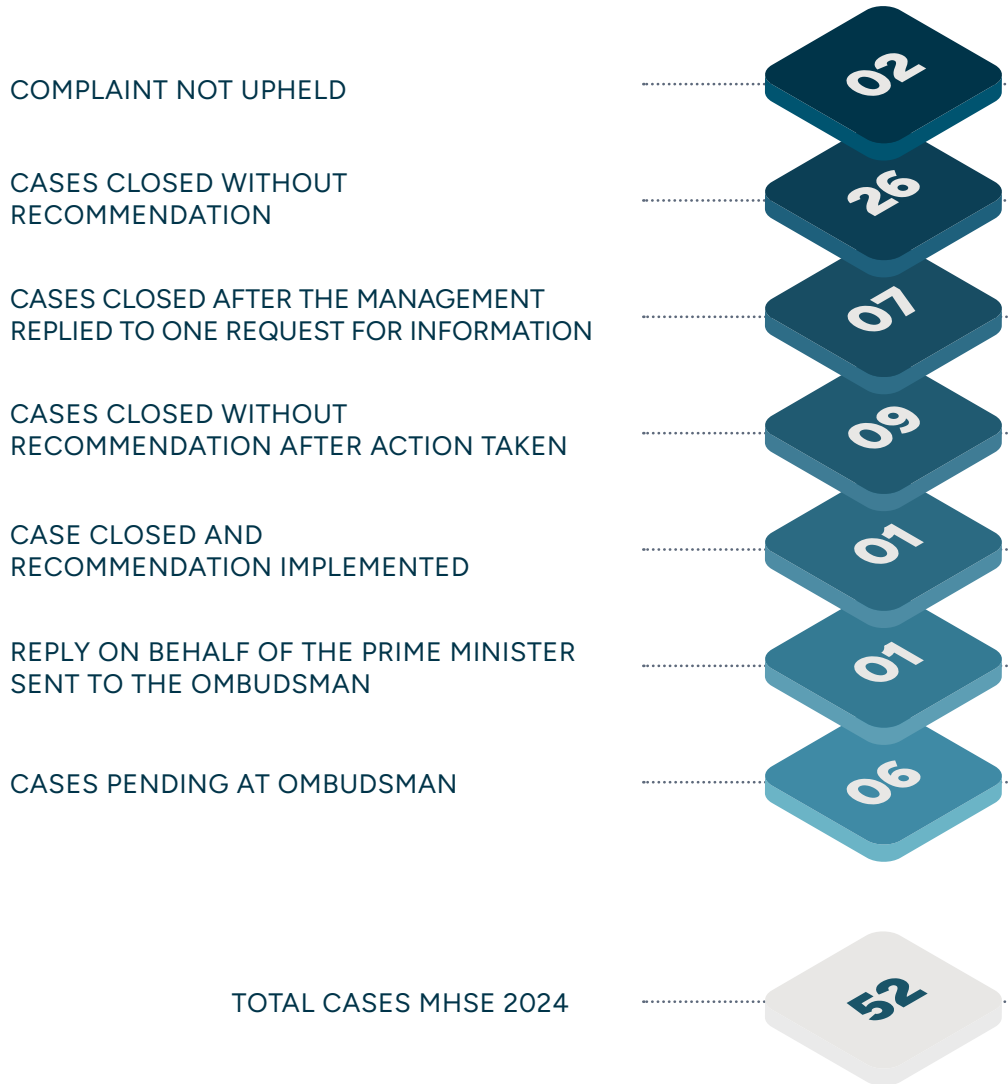 COMPLAINT NOT UPHELD
02
CASES CLOSED WITHOUT
RECOMMENDATION
26
CASES CLOSED AFTER THE MANAGEMENT
REPLIED TO ONE REQUEST FOR INFORMATION
07
CASES CLOSED WITHOUT
RECOMMENDATION AFTER ACTION TAKEN
09
CASE CLOSED AND
RECOMMENDATION IMPLEMENTED
01
REPLY ON BEHALF OF THE PRIME MINISTER
SENT TO THE OMBUDSMAN
01
CASES PENDING AT OMBUDSMAN
06
TOTAL CASES MHSE 2024
52